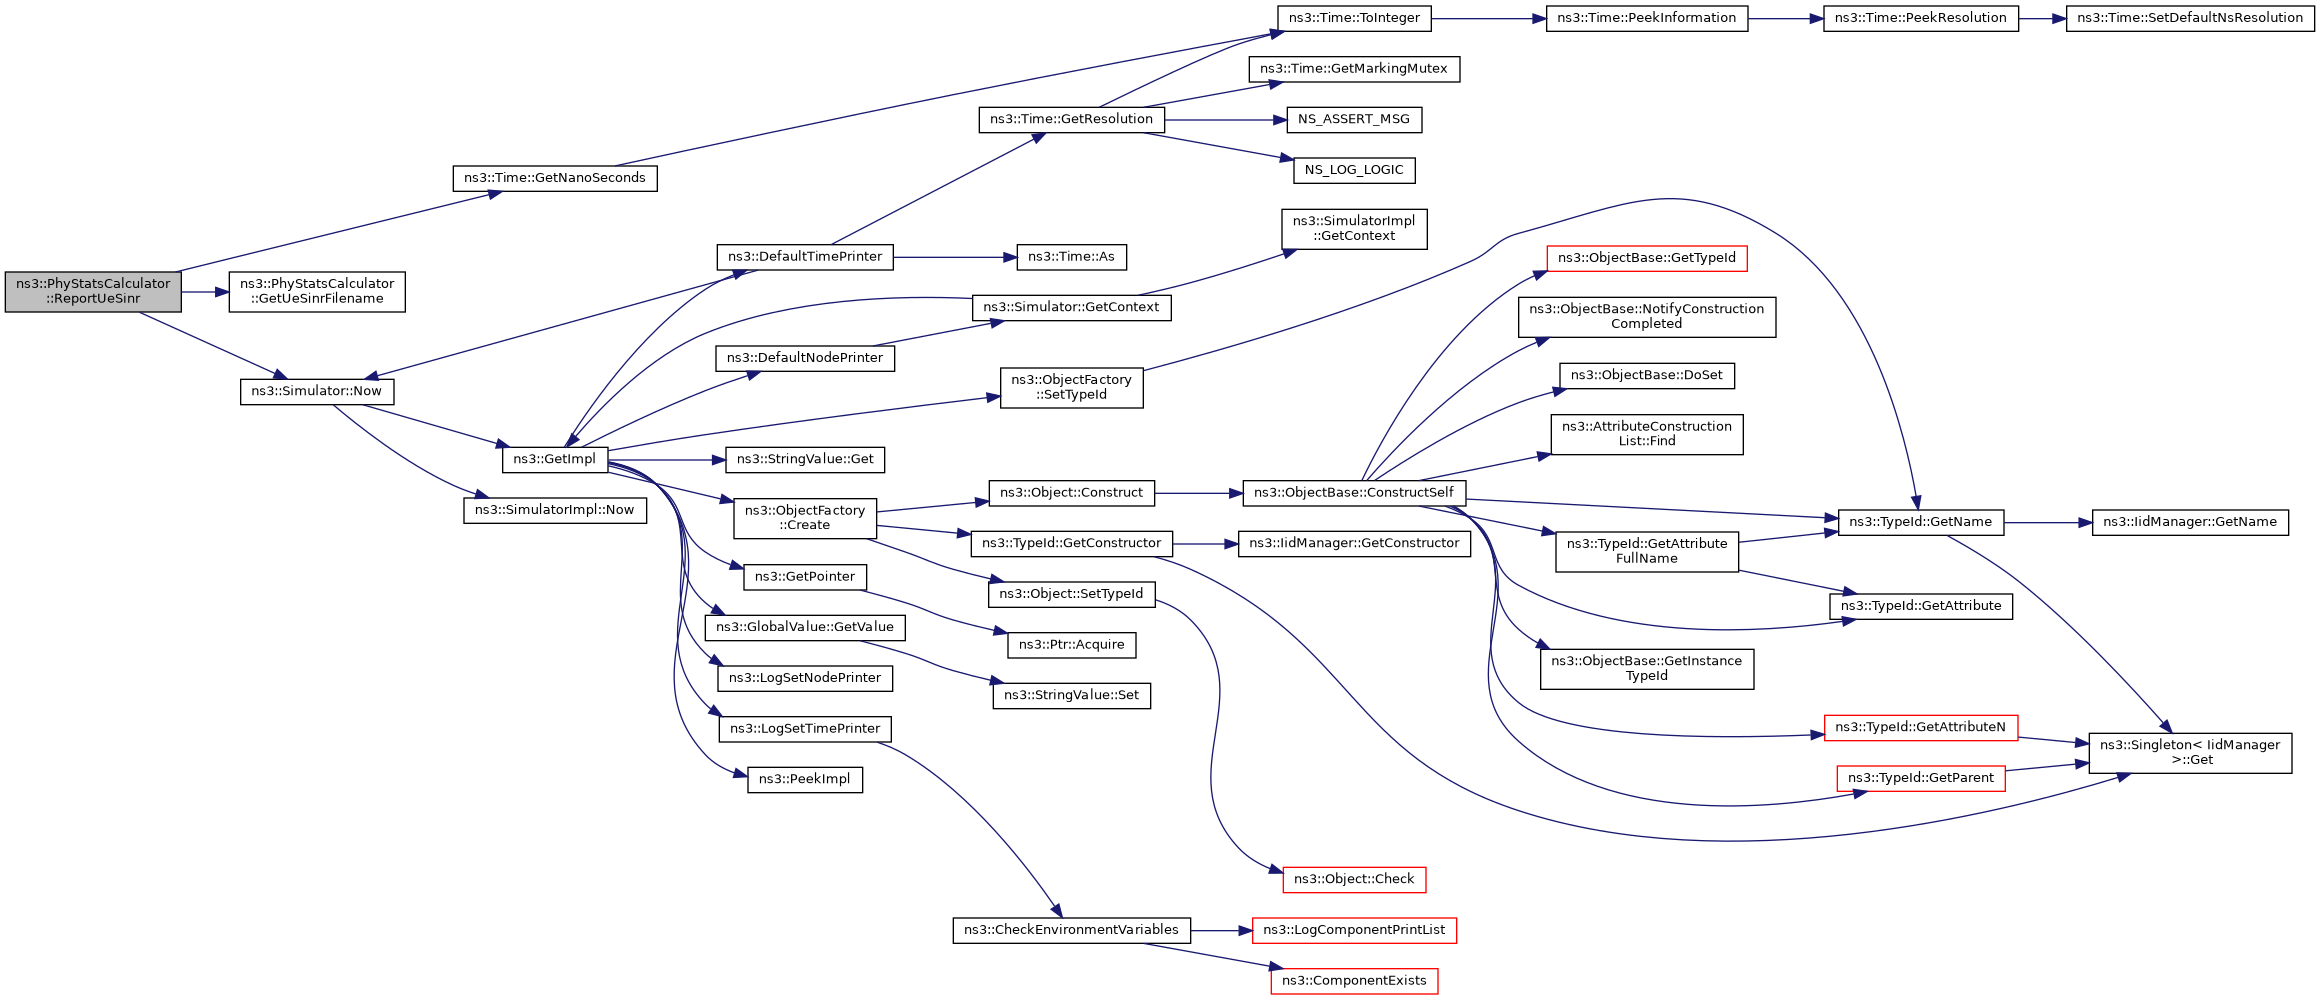 ns3::PhyStatsCalculator
::ReportUeSinr
ns3::Time::GetNanoSeconds
ns3::PhyStatsCalculator
::GetUeSinrFilename
ns3::Simulator::Now
ns3::GetImpl
ns3::SimulatorImpl::Now
ns3::DefaultTimePrinter
ns3::DefaultNodePrinter
ns3::StringValue::Get
ns3::ObjectFactory
::Create
ns3::GetPointer
ns3::GlobalValue::GetValue
ns3::LogSetNodePrinter
ns3::LogSetTimePrinter
ns3::PeekImpl
ns3::Time::GetResolution
ns3::Time::As
ns3::Simulator::GetContext
ns3::ObjectFactory
::SetTypeId
ns3::Object::Construct
ns3::TypeId::GetConstructor
ns3::Object::SetTypeId
ns3::Ptr::Acquire
ns3::StringValue::Set
ns3::CheckEnvironmentVariables
ns3::Time::ToInteger
ns3::Time::GetMarkingMutex
NS_ASSERT_MSG
NS_LOG_LOGIC
ns3::SimulatorImpl
::GetContext
ns3::ObjectBase::ConstructSelf
ns3::IidManager::GetConstructor
ns3::Object::Check
ns3::LogComponentPrintList
ns3::ComponentExists
ns3::Time::PeekInformation
ns3::ObjectBase::GetTypeId
ns3::ObjectBase::NotifyConstruction
Completed
ns3::ObjectBase::DoSet
ns3::AttributeConstruction
List::Find
ns3::TypeId::GetAttribute
FullName
ns3::ObjectBase::GetInstance
TypeId
ns3::Time::PeekResolution
ns3::TypeId::GetName
ns3::TypeId::GetAttribute
ns3::TypeId::GetAttributeN
ns3::TypeId::GetParent
ns3::Time::SetDefaultNsResolution
ns3::IidManager::GetName
ns3::Singleton< IidManager
>::Get